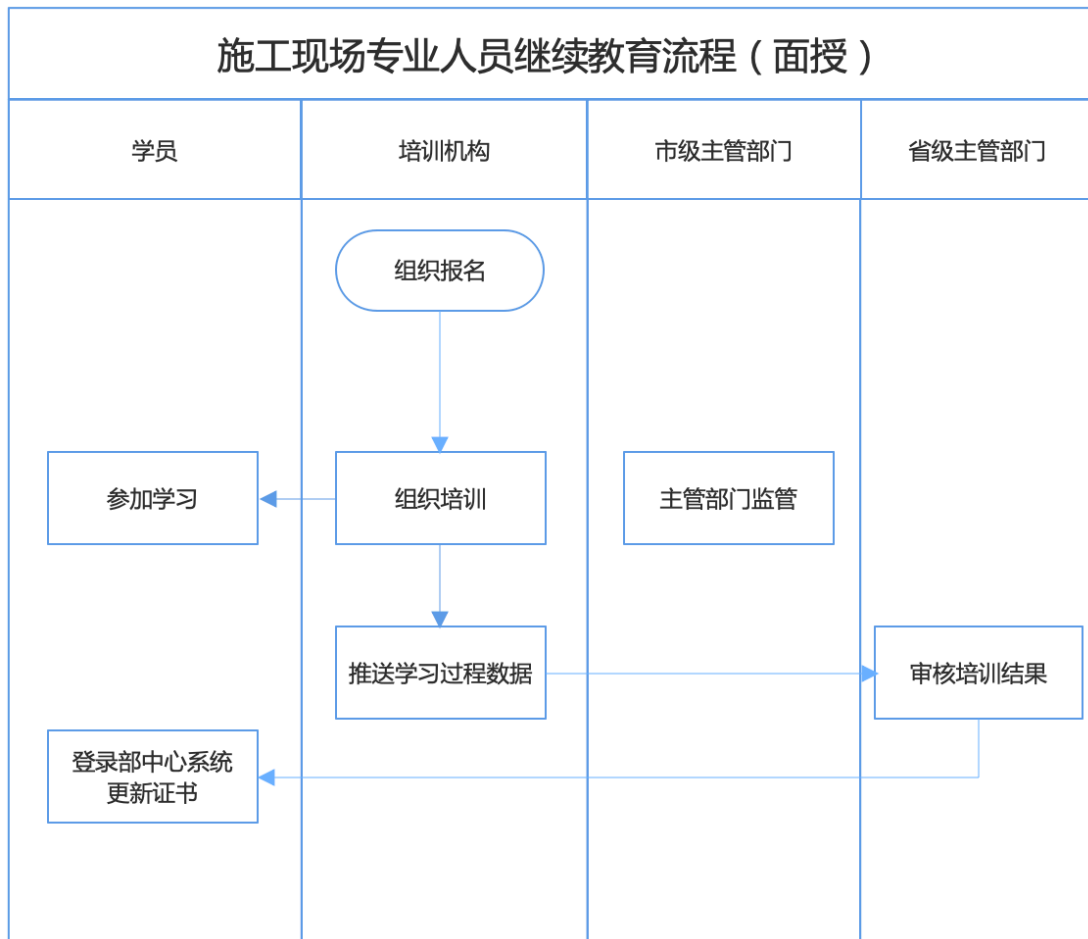 施工现场专业人员继续教育流程（面授）
学员
培训机构
市级主管部门
省级主管部门
组织报名
参加学习
组织培训
主管部门监管
推送学习过程数据
审核培训结果
登录部中心系统
更新证书